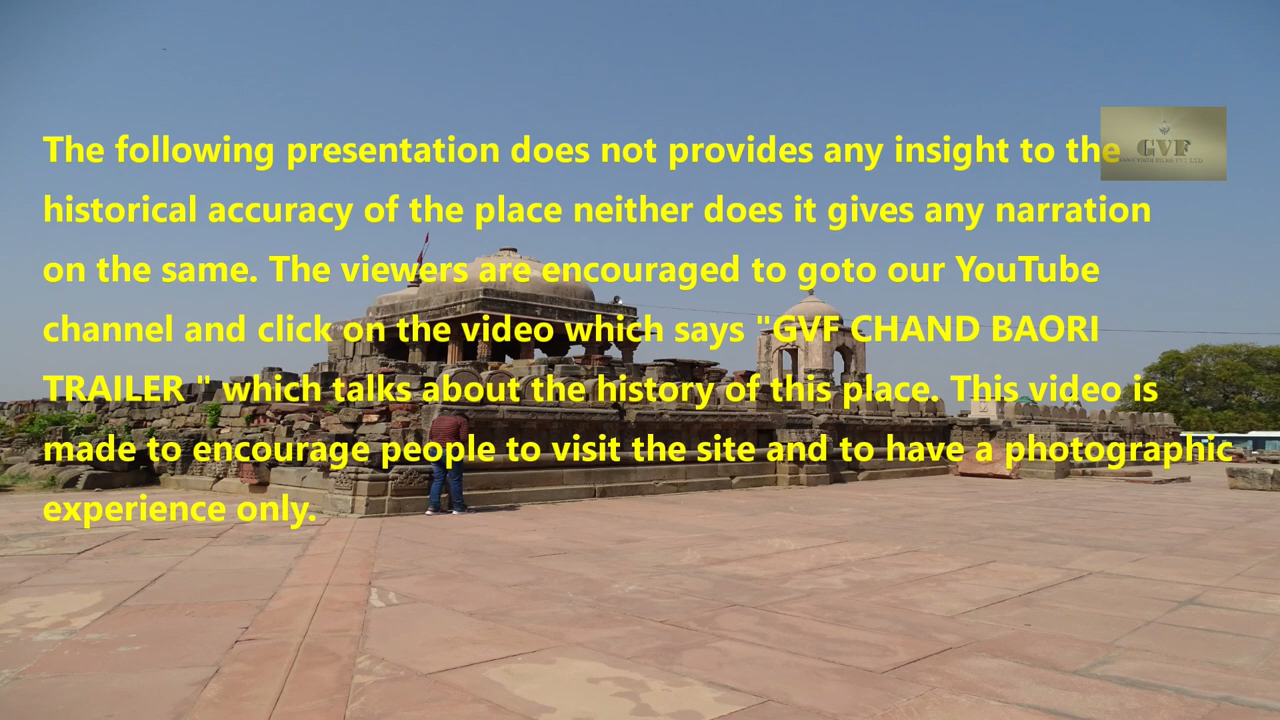 The following presentation does not provides any insight to the
historical accuracy of the place neither does it gives any narration
on the same. The viewers are encouraged to goto our YouTube
channel and click on the video which says "GVF CHAND BAORI
TRAILER " which talks about the history of this place. This video is
made to encourage people to visit the site and to have a photographic
experience only.
GVF